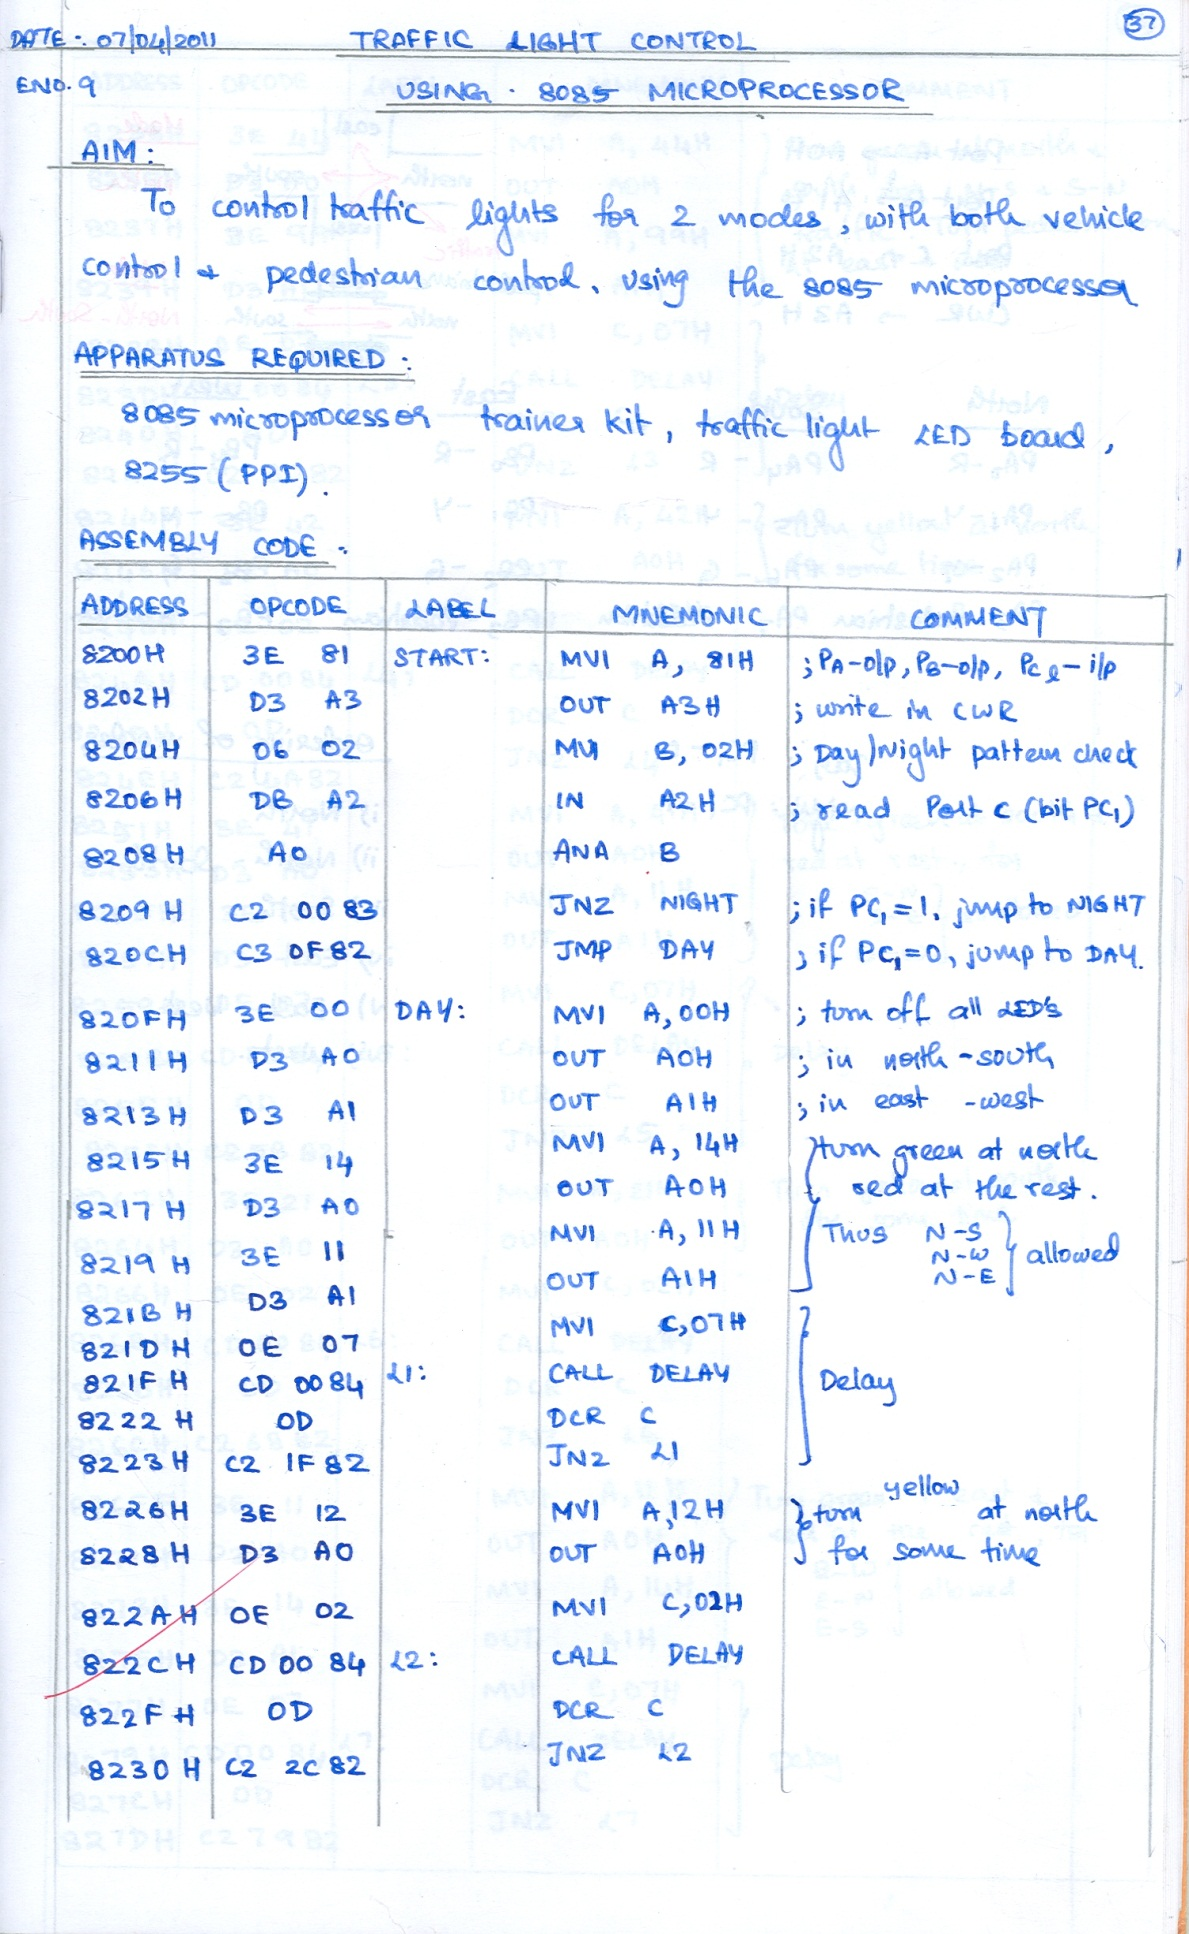 37
DATE :- 07/04/2011 TRAFFIC LIGHT CONTROL
ENO. 9 USING 8085 MICROPROCESSOR
AIM :
To control traffic lights for 2 modes, with both vehicle
control & pedestrian control, using the 8085 microprocessor
APPARATUS REQUIRED :
8085 microprocessor trainer kit, traffic light LED board,
8255 (PPI).
ASSEMBLY CODE :
ADDRESS OPCODE LABEL MNEMONIC COMMENT
8200H 3E 81 START: MVI A, 81H ; PA-o/p, PB-o/p, PCl-i/p
8202H D3 A3 OUT A3H ; write in CWR
8204H 06 02 MVI B, 02H ; Day/Night pattern check
8206H DB A2 IN A2H ; read Port C (bit PC1)
8208H A0 ANA B
8209H C2 00 83 JNZ NIGHT ; if PC1=1, jump to NIGHT
820CH C3 0F 82 JMP DAY ; if PC1=0, jump to DAY.
820FH 3E 00 DAY: MVI A, 00H ; turn off all LED's
8211H D3 A0 OUT A0H ; in north-south
8213H D3 A1 OUT A1H ; in east -west
8215H 3E 14 MVI A, 14H turn green at north
8217H D3 A0 OUT A0H red at the rest.
8219H 3E 11 MVI A, 11H Thus N-S
N-W allowed
821BH D3 A1 OUT A1H N-E
821DH 0E 07 MVI C, 07H
821FH CD 00 84 L1: CALL DELAY Delay
8222H 0D DCR C
8223H C2 1F 82 JNZ L1
8226H 3E 12 MVI A, 12H turn yellow at north
8228H D3 A0 OUT A0H for some time
822AH 0E 02 MVI C, 02H
822CH CD 00 84 L2: CALL DELAY
822FH 0D DCR C
8230H C2 2C 82 JNZ L2